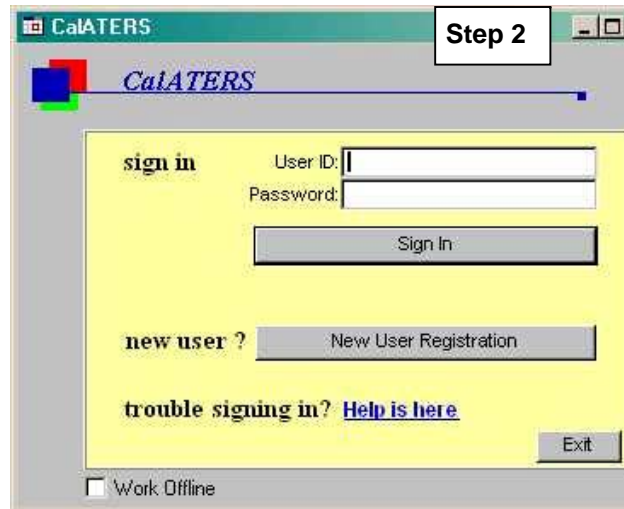 CalATERS
Step 2
CalATERS
sign in
User ID:
Password:
Sign In
new user ?
New User Registration
trouble signing in? Help is here
Exit
Work Offline